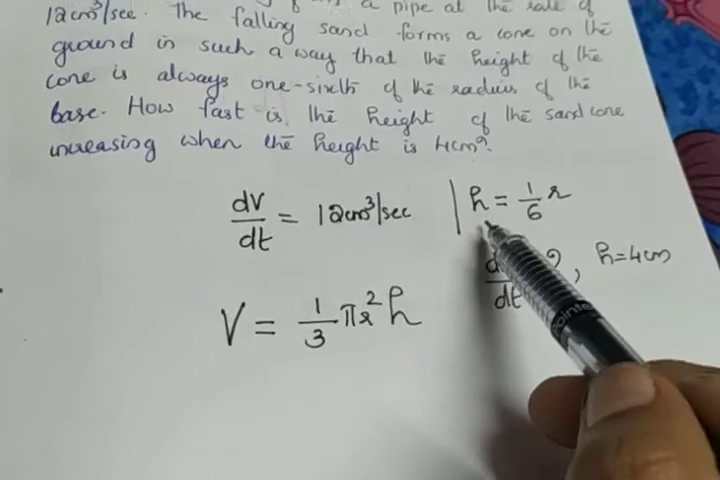 a pipe at the rate of
12cm³/sec. The falling sand forms a cone on the
ground in such a way that the height of the
cone is always one-sixth of the radius of the
base. How fast is the height of the sand cone
increasing when the height is 4cm?
dV/dt = 12cm³/sec | h = 1/6 r
dt ?, h=4cm
V = 1/3 πr²h